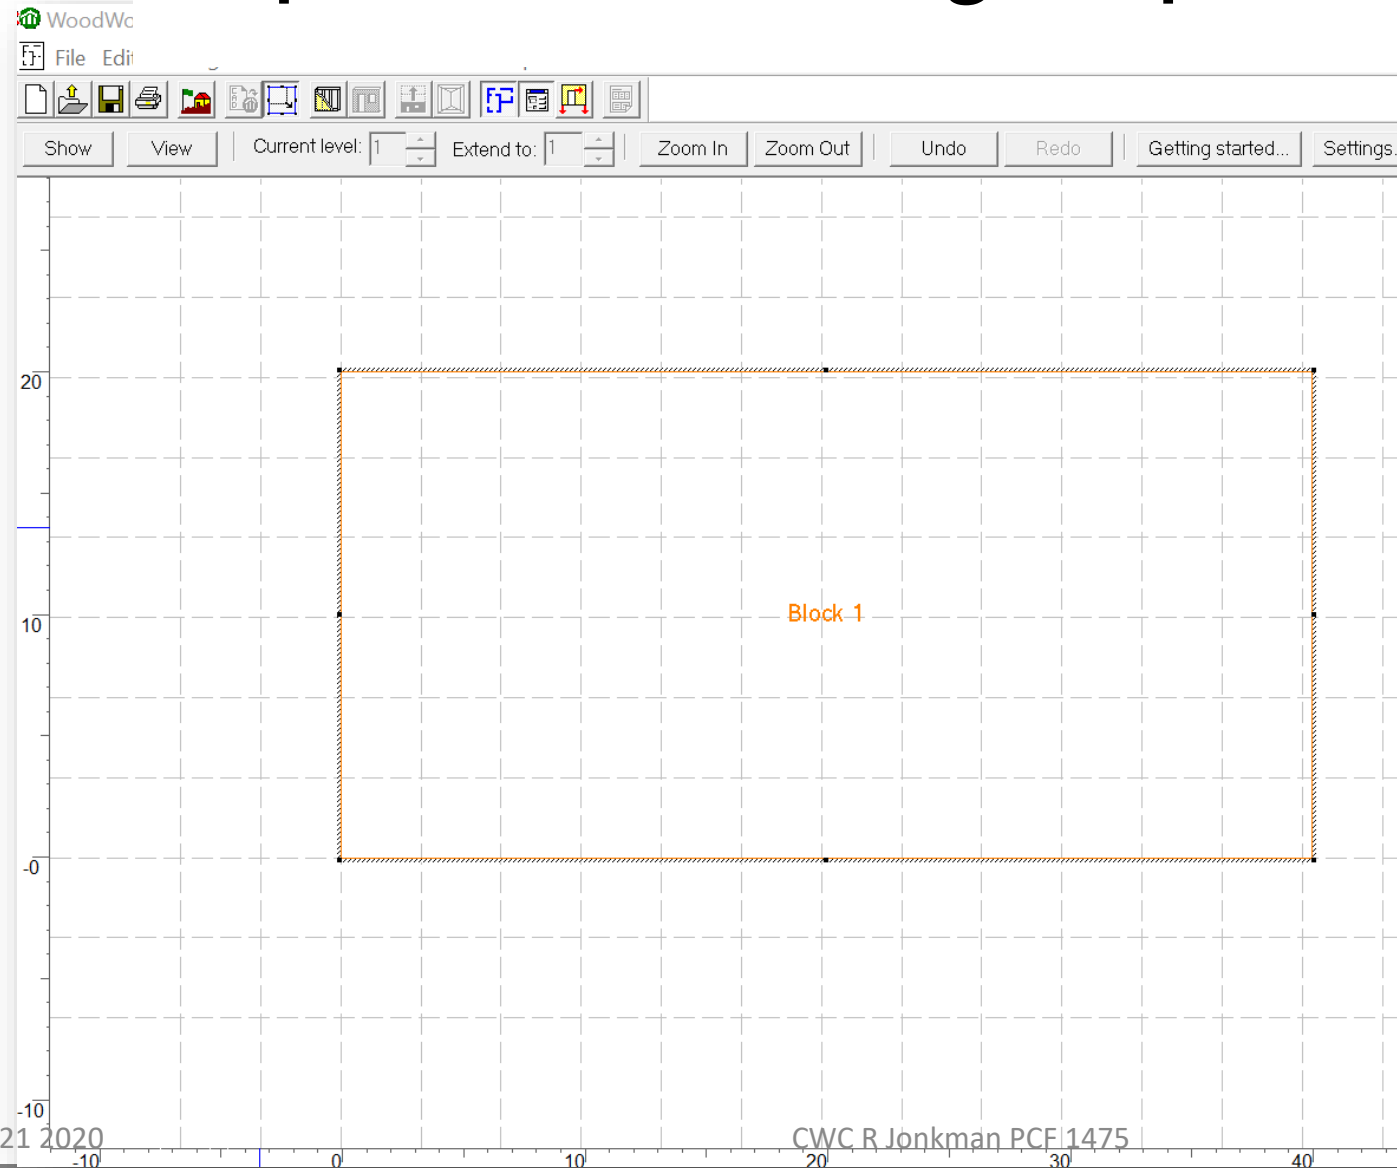 WoodWo
File Edit
Show View Current level: 1 Extend to: 1 Zoom In Zoom Out Undo Redo Getting started... Settings.
20
10
Block 1
-0
-10
21 2020 CWC R Jonkman PCF 1475
-10 0 10 20 30 40